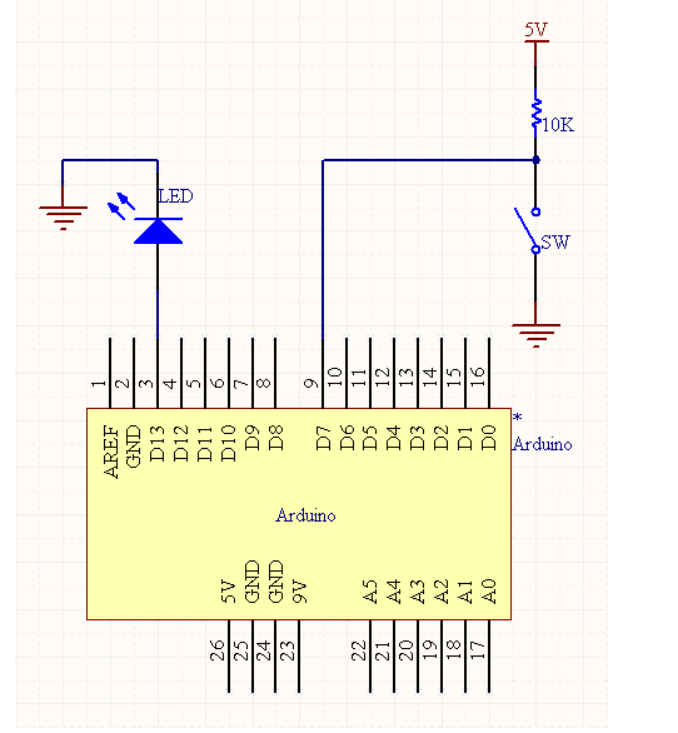 5V
10K
LED
SW
1 2 3 4 5 6 7 8 9 10 11 12 13 14 15 16
*
AREF GND D13 D12 D11 D10 D9 D8 D7 D6 D5 D4 D3 D2 D1 D0
Arduino
Arduino
5V GND GND 9V A5 A4 A3 A2 A1 A0
26 25 24 23 22 21 20 19 18 17